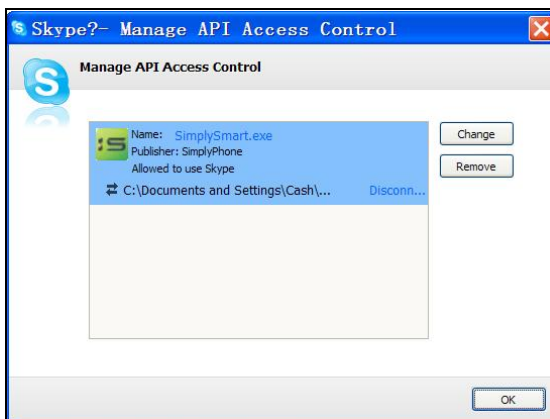 Skype?- Manage API Access Control
Manage API Access Control
Name: SimplySmart.exe
Publisher: SimplyPhone
Allowed to use Skype
C:\Documents and Settings\Cash\... Disconn...
Change
Remove
OK